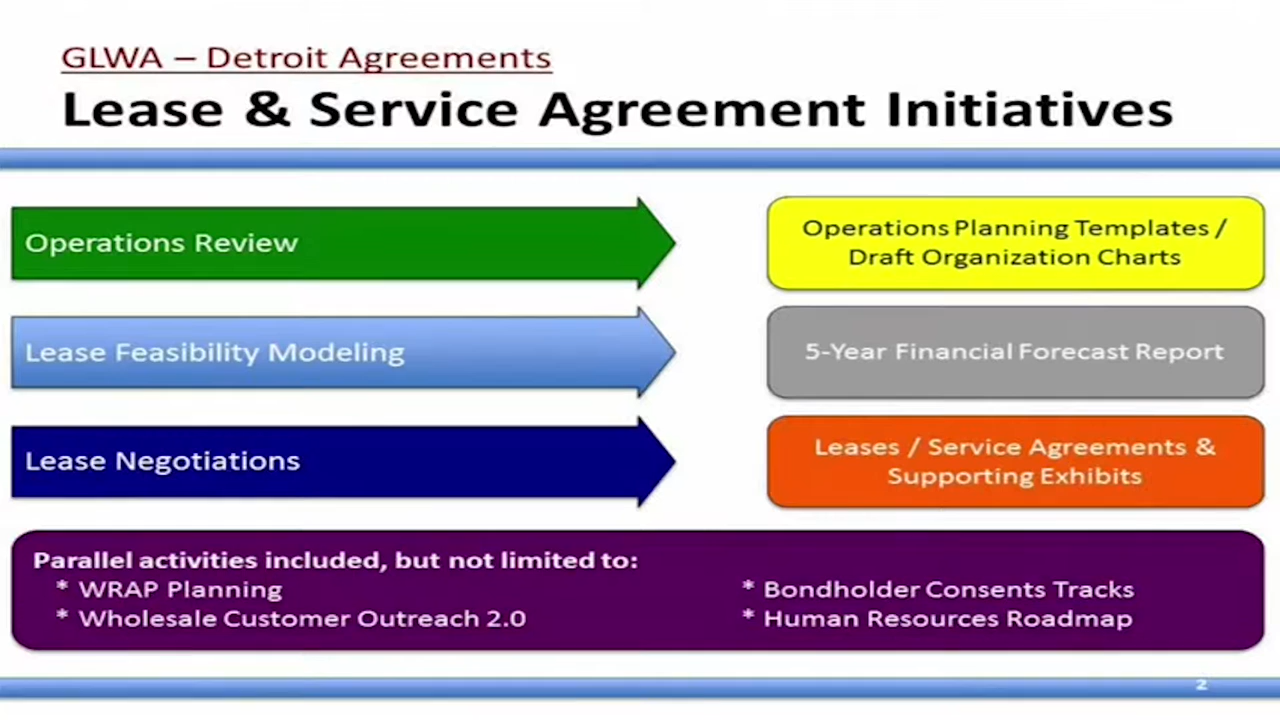 GLWA – Detroit Agreements
Lease & Service Agreement Initiatives
Operations Review
Operations Planning Templates /
Draft Organization Charts
Lease Feasibility Modeling
5-Year Financial Forecast Report
Lease Negotiations
Leases / Service Agreements &
Supporting Exhibits
Parallel activities included, but not limited to:
* WRAP Planning
* Bondholder Consents Tracks
* Wholesale Customer Outreach 2.0
* Human Resources Roadmap
2